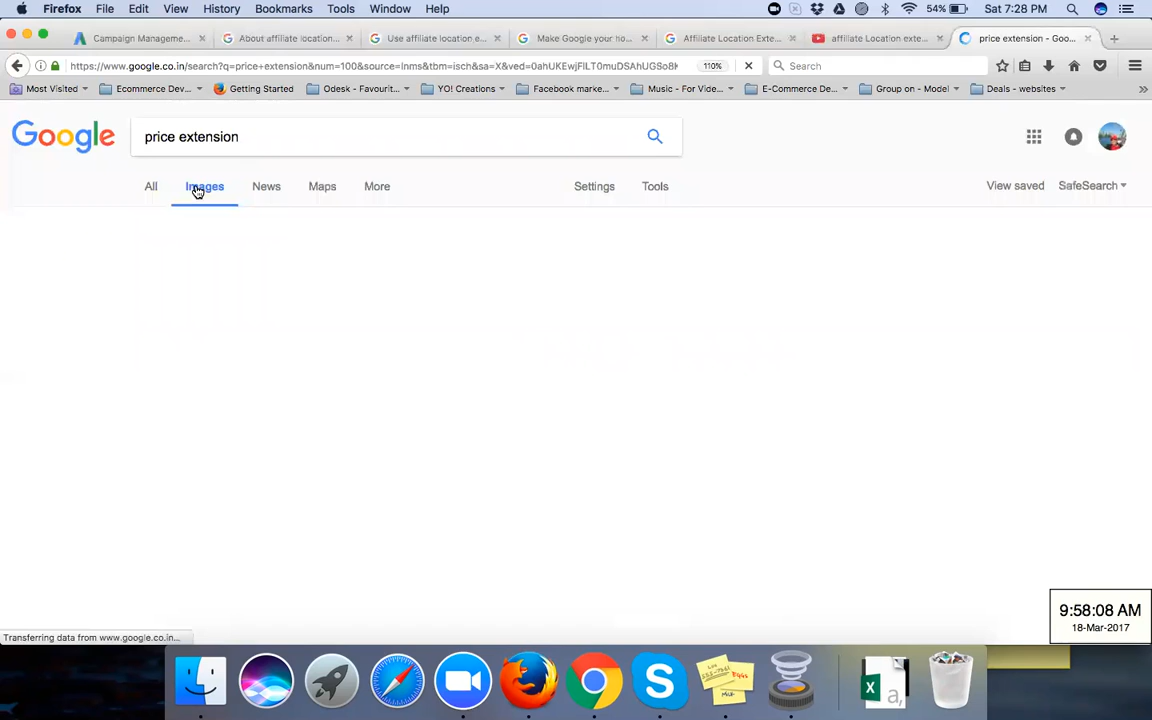 Firefox File Edit View History Bookmarks Tools Window Help 54% Sat 7:28 PM
Campaign Manageme... About affiliate location... Use affiliate location e... Make Google your ho... Affiliate Location Exte... affiliate Location exte... price extension - Goo...
https://www.google.co.in/search?q=price+extension&num=100&source=lnms&tbm=isch&sa=X&ved=0ahUKEwjFlLT0muDSAhUGSo8K 110% Search
Most Visited Ecommerce Dev... Getting Started Odesk - Favourit... YO! Creations Facebook marke... Music - For Vide... E-Commerce De... Group on - Model Deals - websites
Google price extension
All Images News Maps More Settings Tools View saved SafeSearch
9:58:08 AM
18-Mar-2017
Transferring data from www.google.co.in...